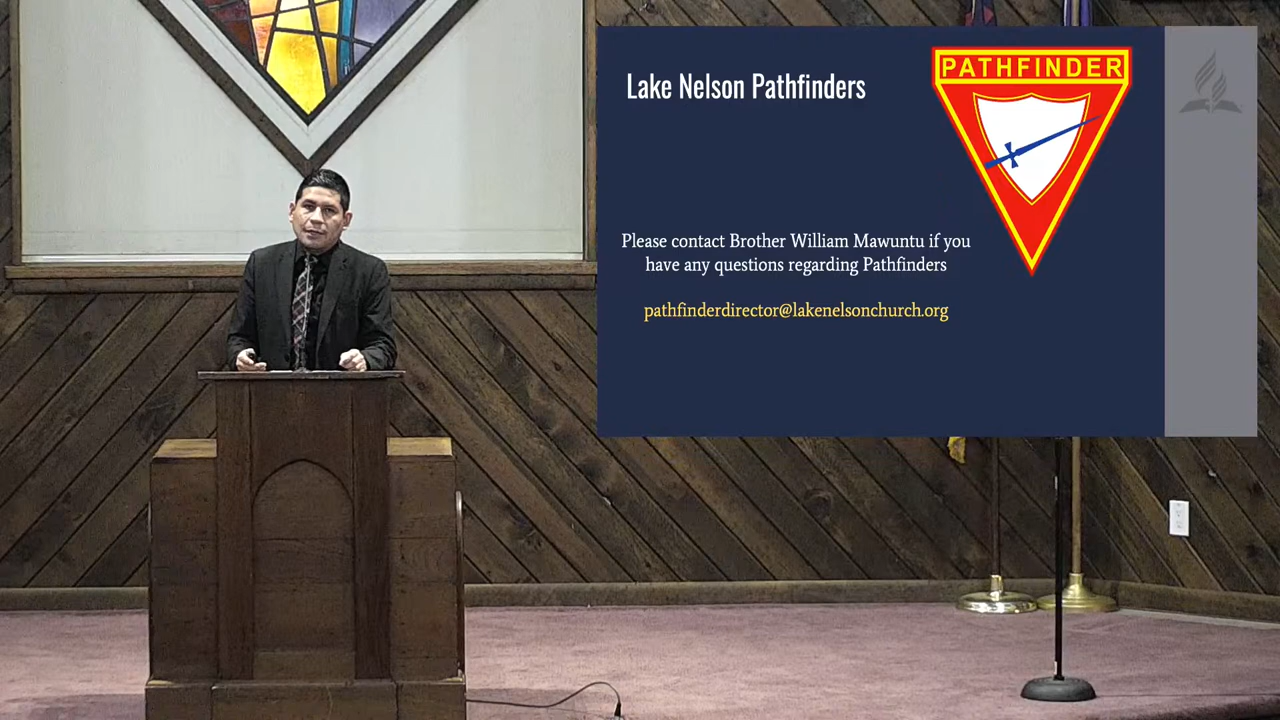 Lake Nelson Pathfinders
PATHFINDER
Please contact Brother William Mawuntu if you
have any questions regarding Pathfinders
pathfinderdirector@lakenelsonchurch.org